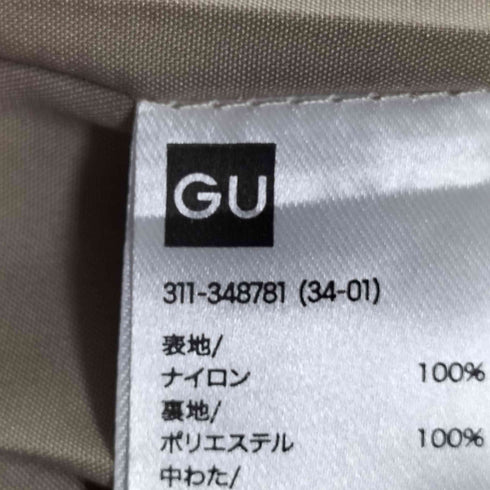 GU
311-348781 (34-01)
表地/
ナイロン 100%
裏地/
ポリエステル 100%
中わた/